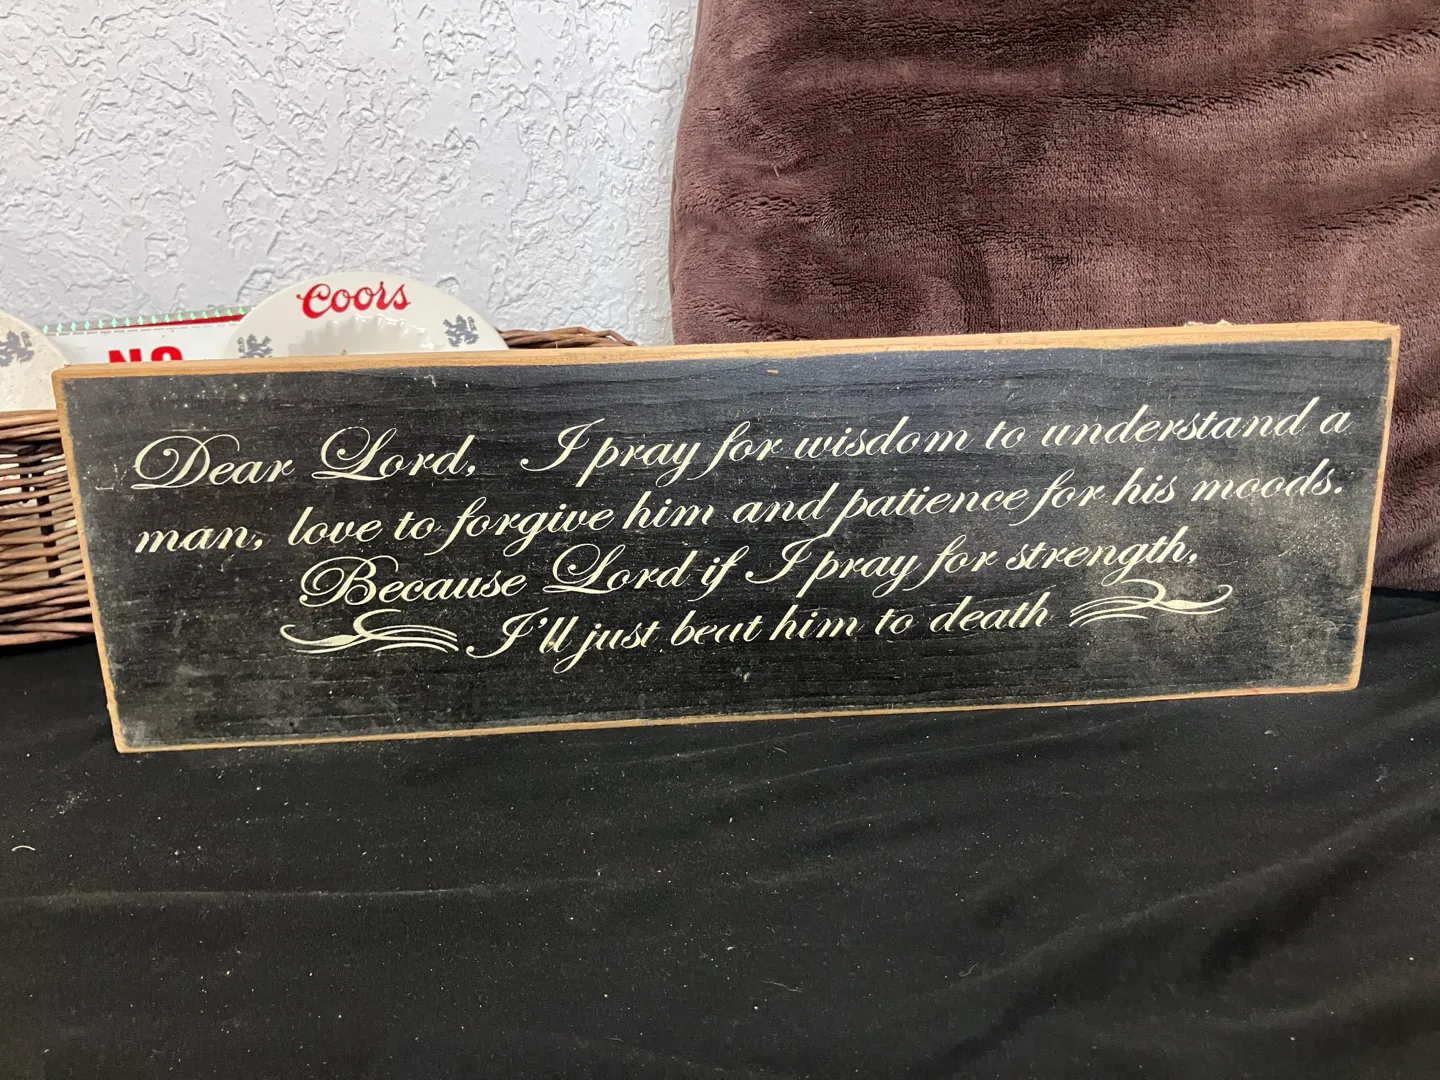 Coors
NO
Dear Lord, I pray for wisdom to understand a
man, love to forgive him and patience for his moods.
Because Lord if I pray for strength,
I'll just beat him to death